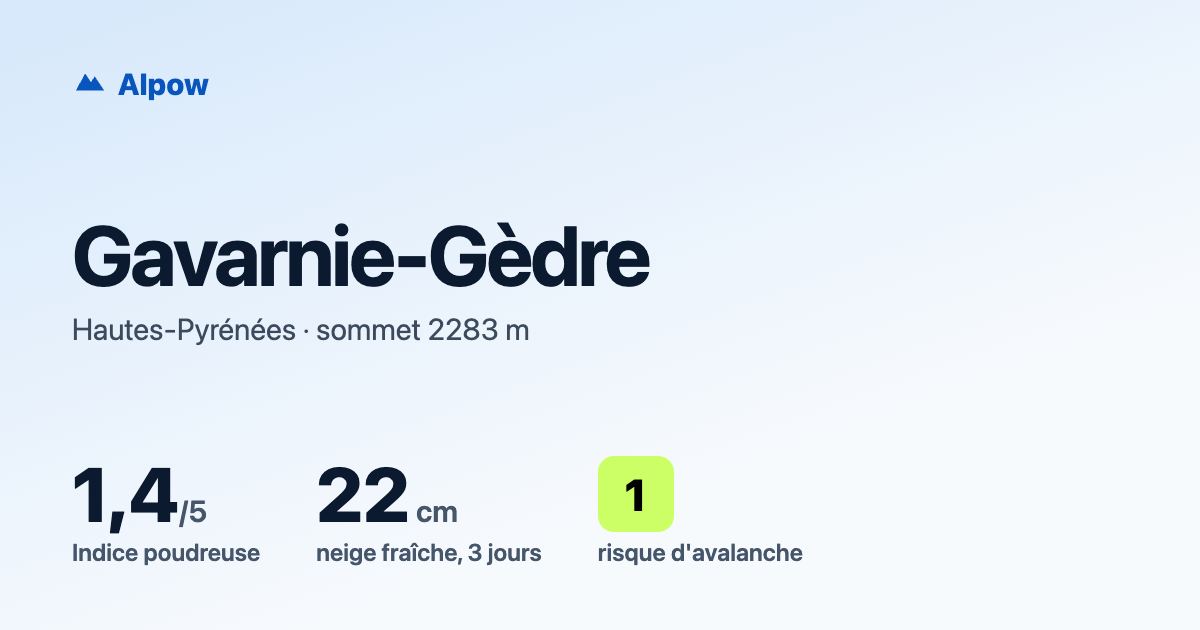 Alpow
Gavarnie-Gèdre
Hautes-Pyrénées · sommet 2283 m
1,4/5
Indice poudreuse
22 cm
neige fraîche, 3 jours
1
risque d'avalanche